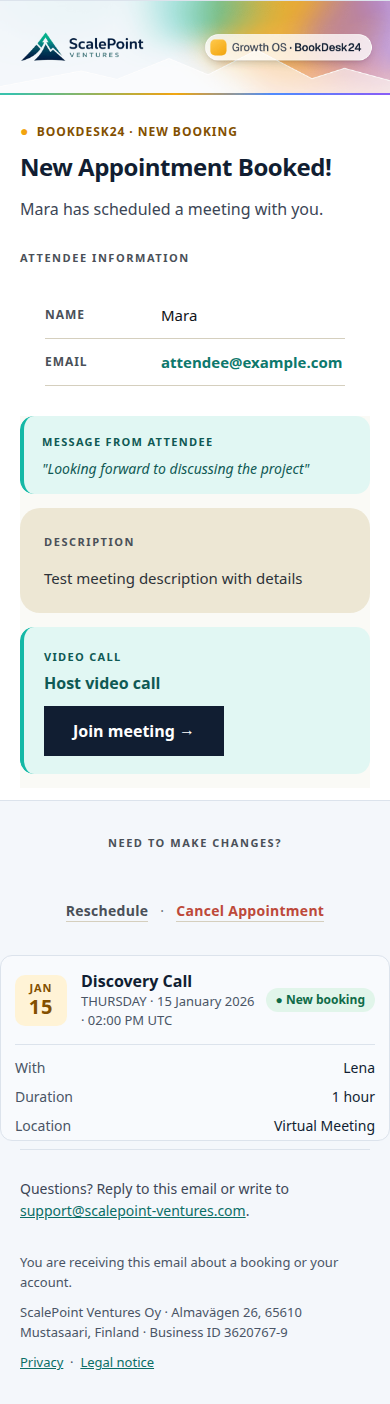 ScalePoint
VENTURES
Growth OS · BookDesk24
BOOKDESK24 · NEW BOOKING
New Appointment Booked!
Mara has scheduled a meeting with you.
ATTENDEE INFORMATION
NAME Mara
EMAIL attendee@example.com
MESSAGE FROM ATTENDEE
"Looking forward to discussing the project"
DESCRIPTION
Test meeting description with details
VIDEO CALL
Host video call
Join meeting →
NEED TO MAKE CHANGES?
Reschedule · Cancel Appointment
JAN
15
Discovery Call
THURSDAY · 15 January 2026
· 02:00 PM UTC
● New booking
With Lena
Duration 1 hour
Location Virtual Meeting
Questions? Reply to this email or write to
support@scalepoint-ventures.com.
You are receiving this email about a booking or your
account.
ScalePoint Ventures Oy · Almavägen 26, 65610
Mustasaari, Finland · Business ID 3620767-9
Privacy · Legal notice